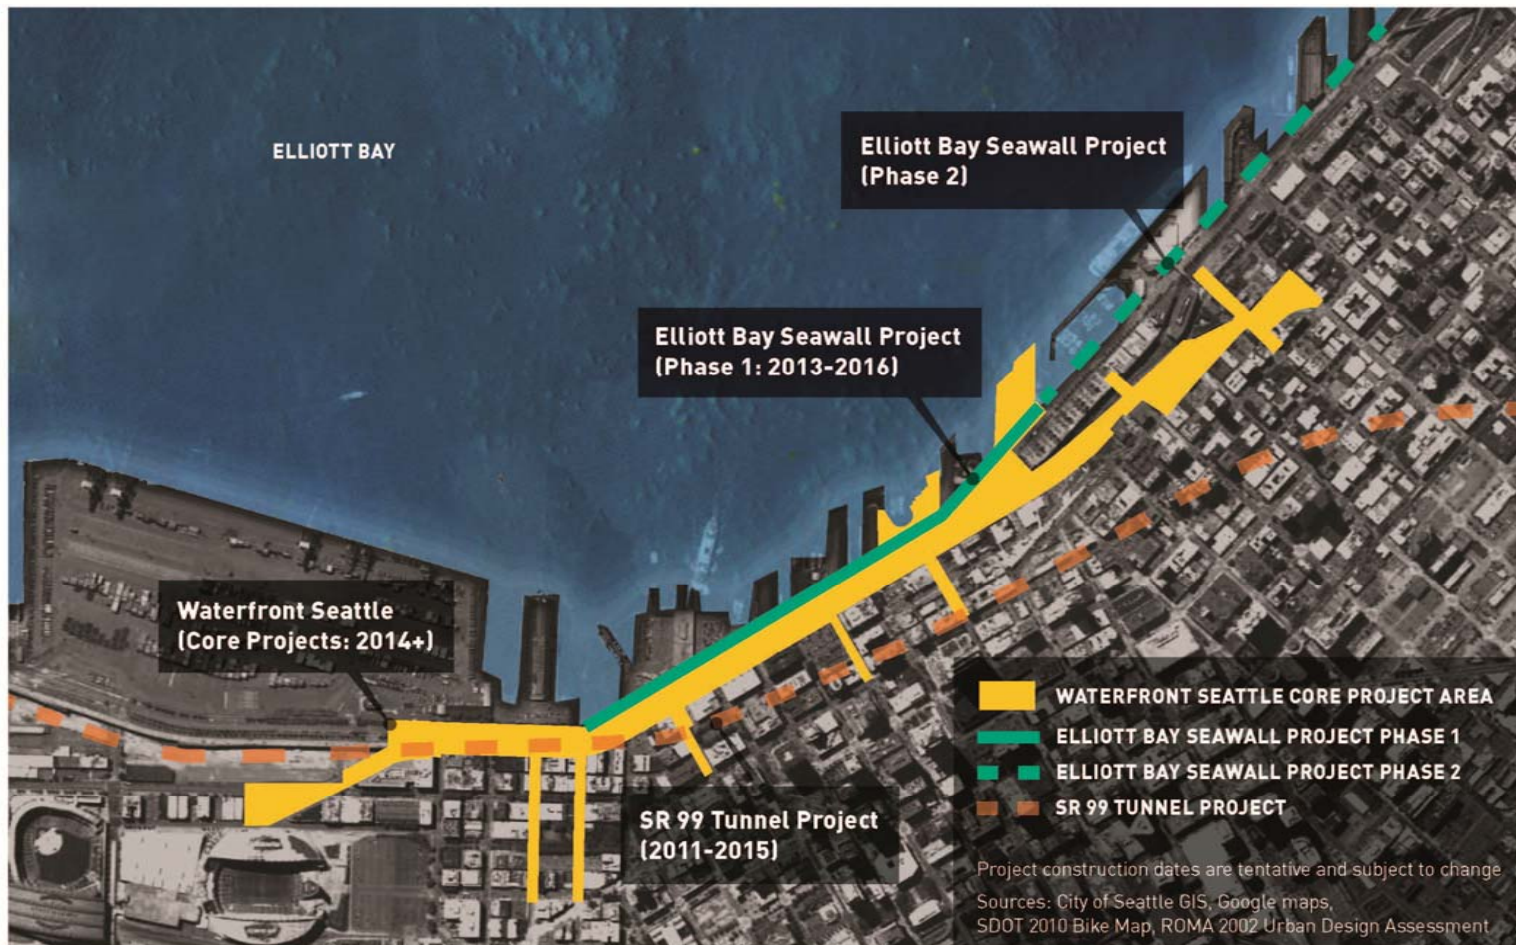 ELLIOTT BAY
Elliott Bay Seawall Project
(Phase 2)
Elliott Bay Seawall Project
(Phase 1: 2013-2016)
Waterfront Seattle
(Core Projects: 2014+)
SR 99 Tunnel Project
(2011-2015)
WATERFRONT SEATTLE CORE PROJECT AREA
ELLIOTT BAY SEAWALL PROJECT PHASE 1
ELLIOTT BAY SEAWALL PROJECT PHASE 2
SR 99 TUNNEL PROJECT
Project construction dates are tentative and subject to change
Sources: City of Seattle GIS, Google maps,
SDOT 2010 Bike Map, ROMA 2002 Urban Design Assessment